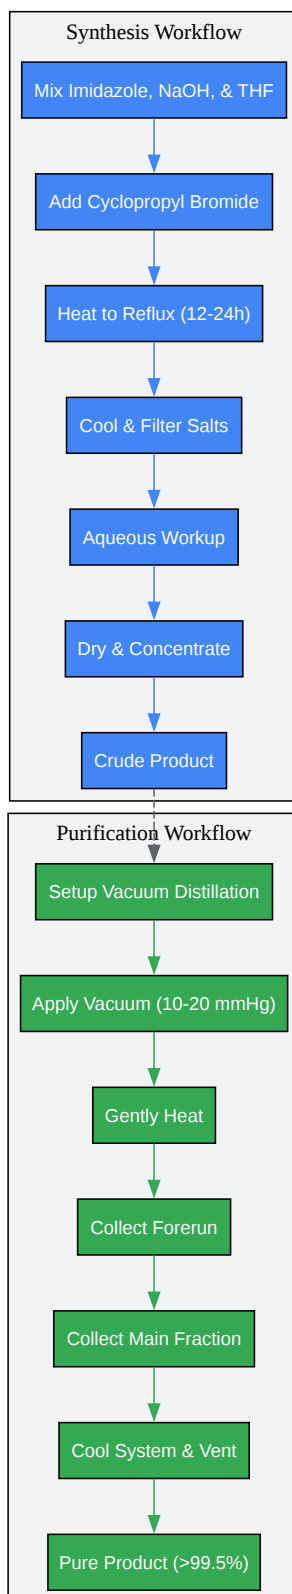 Synthesis Workflow
Mix Imidazole, NaOH, & THF
Add Cyclopropyl Bromide
Heat to Reflux (12-24h)
Cool & Filter Salts
Aqueous Workup
Dry & Concentrate
Crude Product
Purification Workflow
Setup Vacuum Distillation
Apply Vacuum (10-20 mmHg)
Gently Heat
Collect Forerun
Collect Main Fraction
Cool System & Vent
Pure Product (>99.5%)